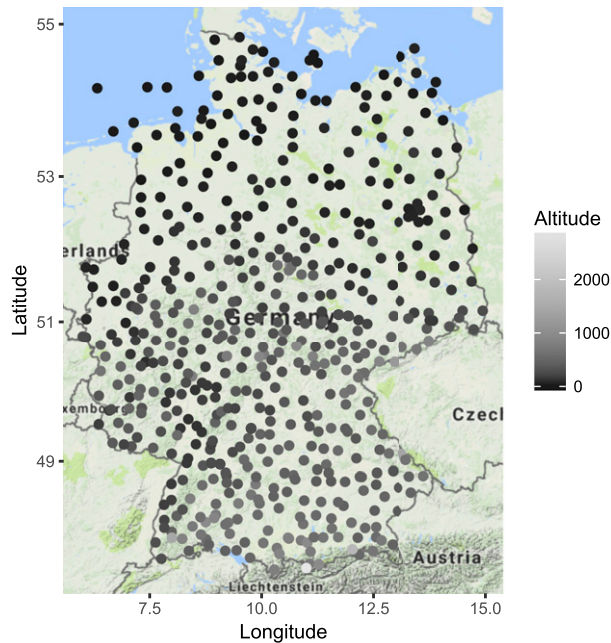 55
53
51
49
Latitude
erlands
Germany
xembourg
Czecl
Austria
Liechtenstein
7.5
10.0
12.5
15.0
Longitude
Altitude
2000
1000
0